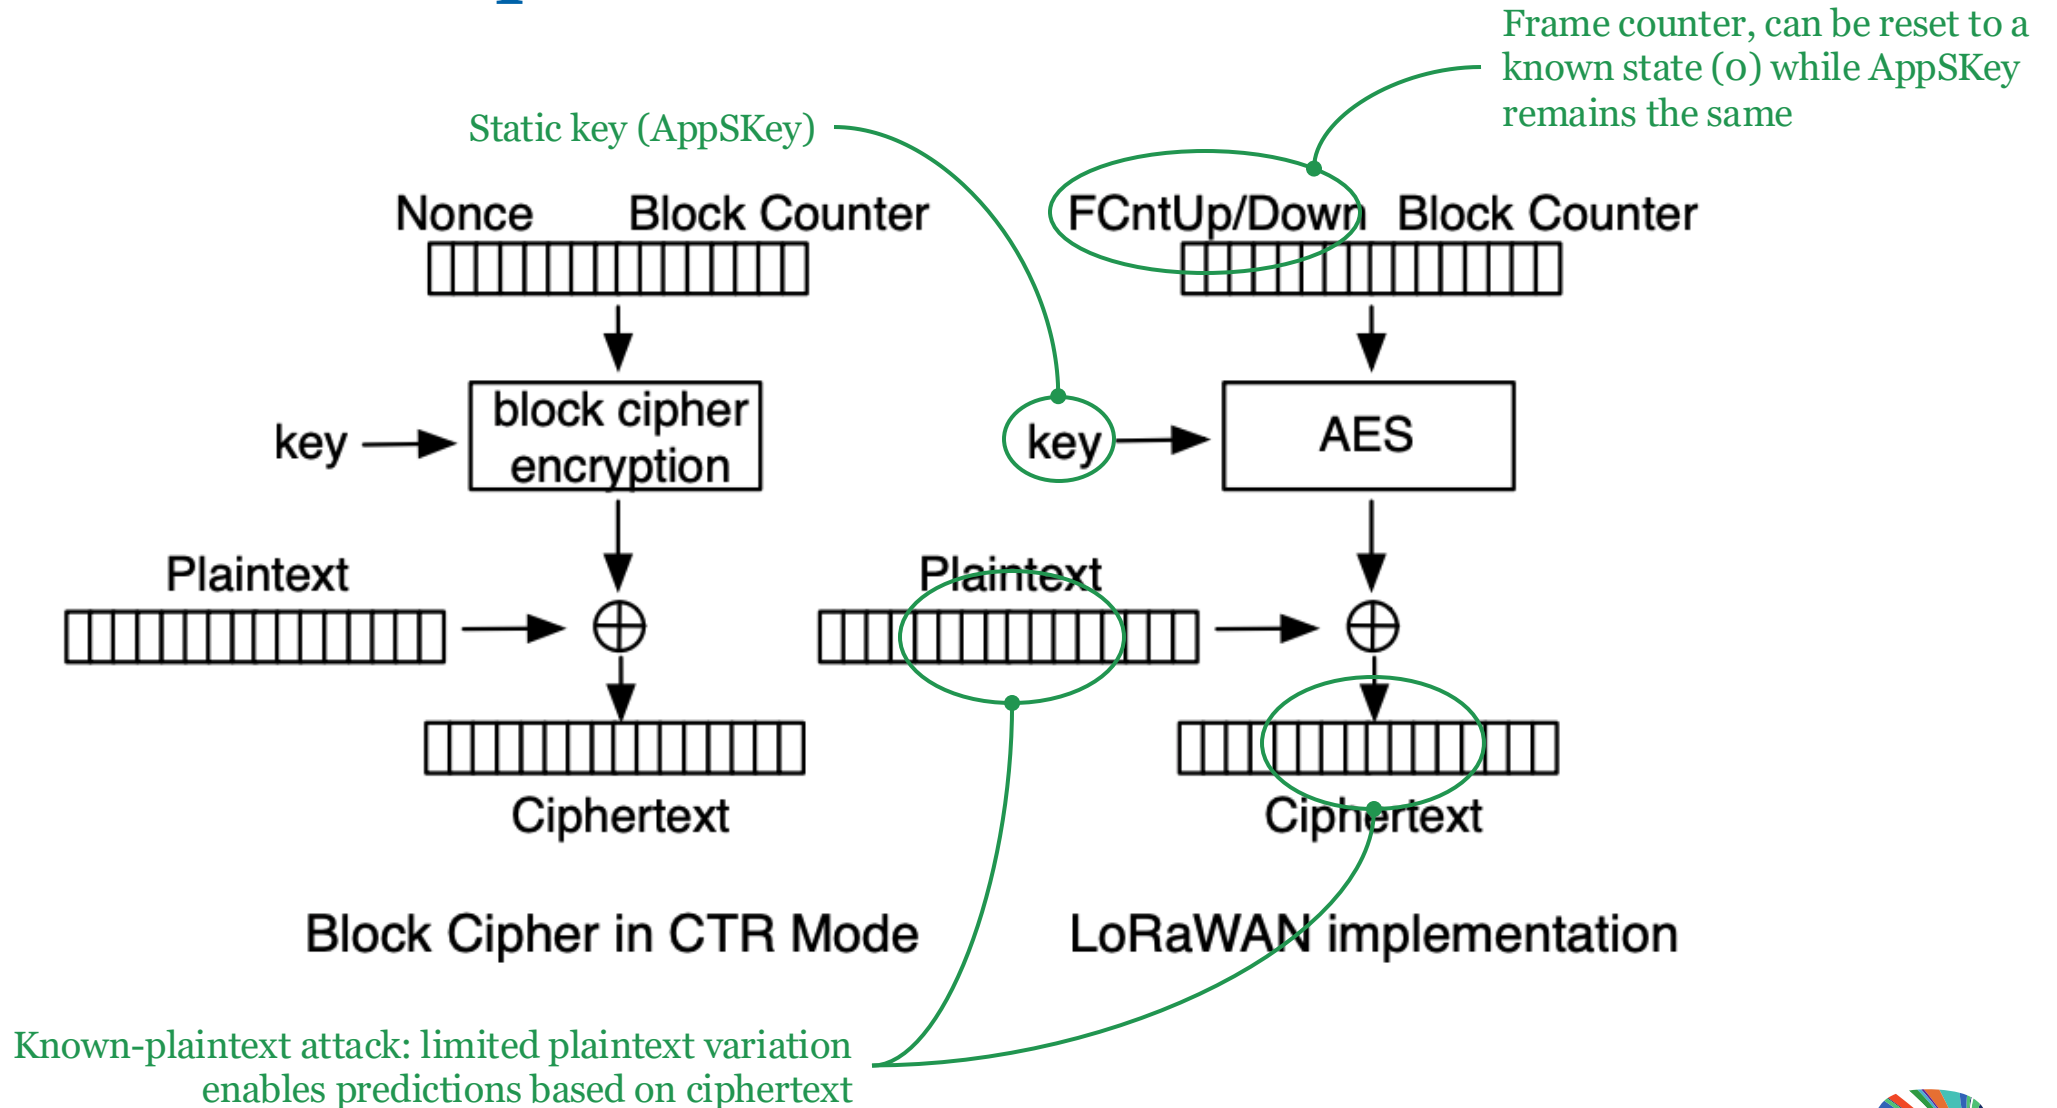 Frame counter, can be reset to a
known state (0) while AppSKey
remains the same
Static key (AppSKey)
Nonce
Block Counter
FCntUp/Down
Block Counter
key
block cipher
encryption
key
AES
Plaintext
Plaintext
Ciphertext
Ciphertext
Block Cipher in CTR Mode
LoRaWAN implementation
Known-plaintext attack: limited plaintext variation
enables predictions based on ciphertext